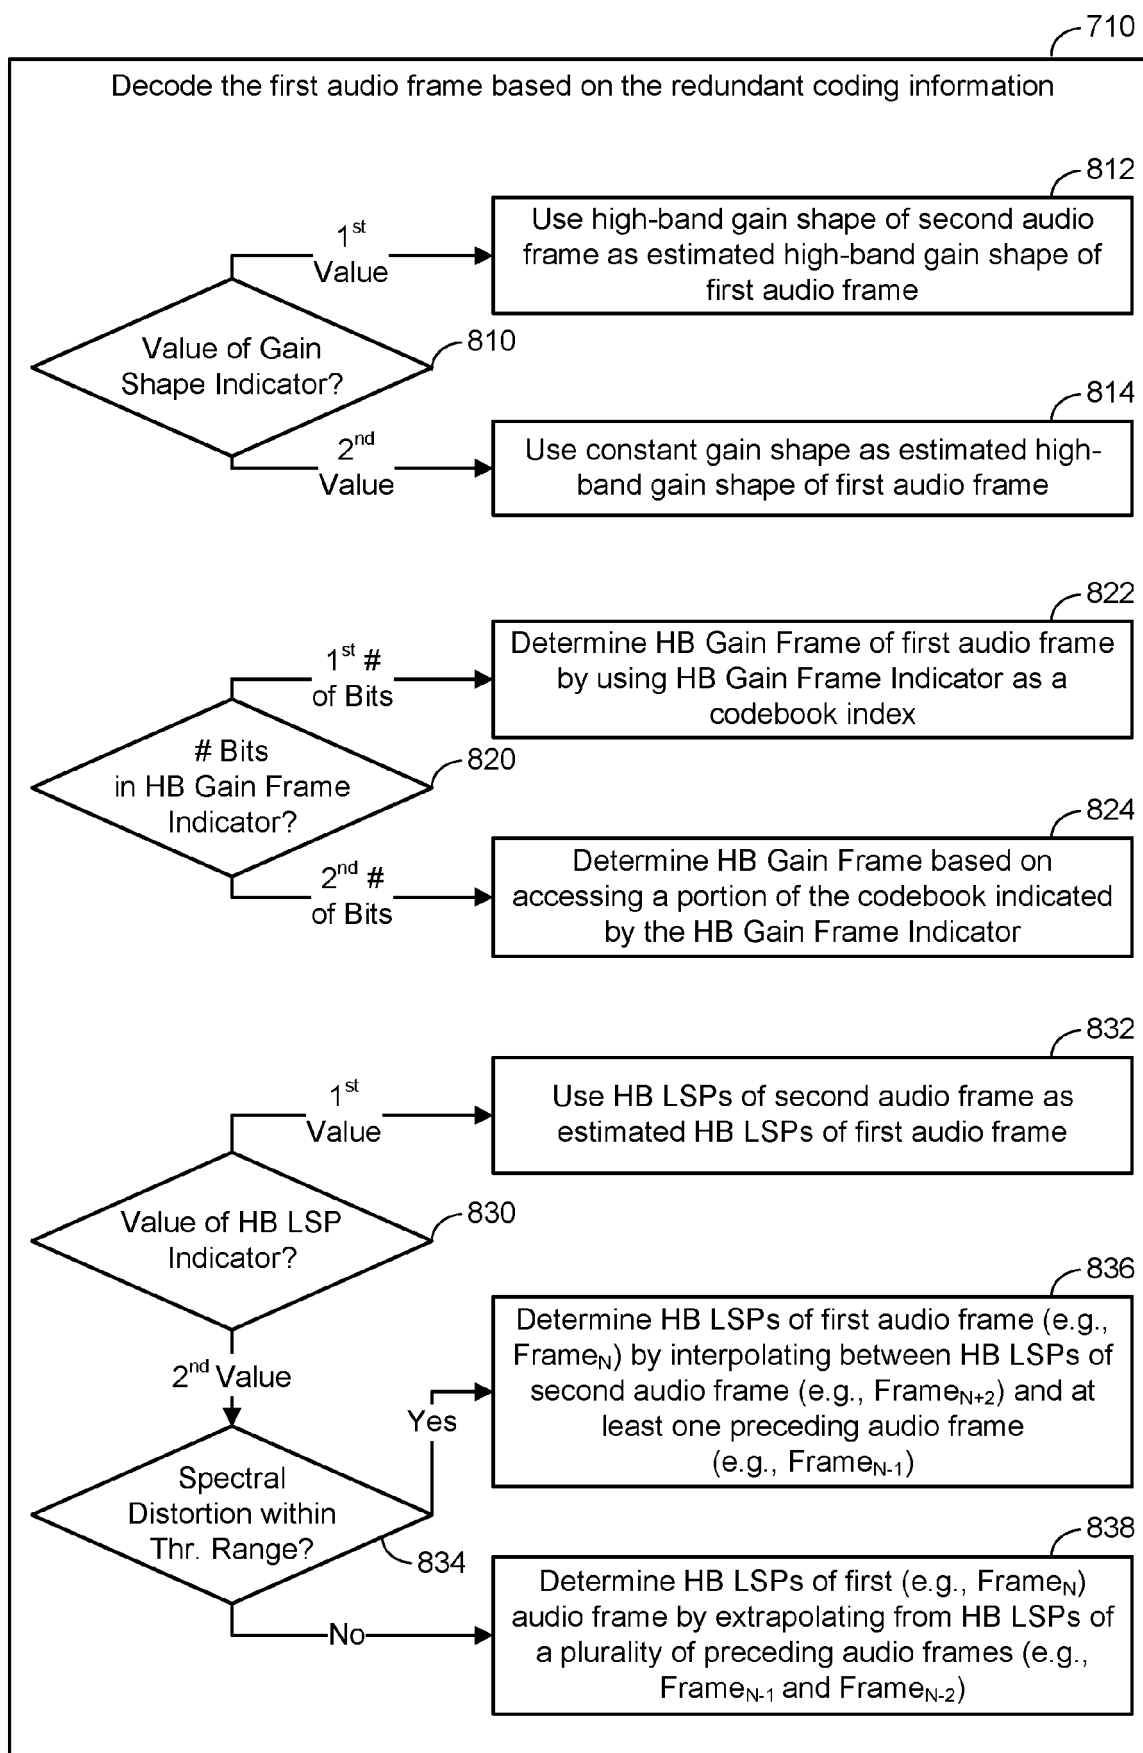 710
Decode the first audio frame based on the redundant coding information
812
Use high-band gain shape of second audio
frame as estimated high-band gain shape of
first audio frame
1st
Value
Value of Gain
Shape Indicator?
810
814
2nd
Value
Use constant gain shape as estimated high-
band gain shape of first audio frame
822
Determine HB Gain Frame of first audio frame
by using HB Gain Frame Indicator as a
codebook index
1st #
of Bits
# Bits
in HB Gain Frame
Indicator?
820
824
2nd #
of Bits
Determine HB Gain Frame based on
accessing a portion of the codebook indicated
by the HB Gain Frame Indicator
832
1st
Value
Use HB LSPs of second audio frame as
estimated HB LSPs of first audio frame
Value of HB LSP
Indicator?
830
836
2nd Value
Yes
Determine HB LSPs of first audio frame (e.g.,
FrameN) by interpolating between HB LSPs of
second audio frame (e.g., FrameN+2) and at
least one preceding audio frame
(e.g., FrameN-1)
Spectral
Distortion within
Thr. Range?
834
838
No
Determine HB LSPs of first (e.g., FrameN)
audio frame by extrapolating from HB LSPs of
a plurality of preceding audio frames (e.g.,
FrameN-1 and FrameN-2)